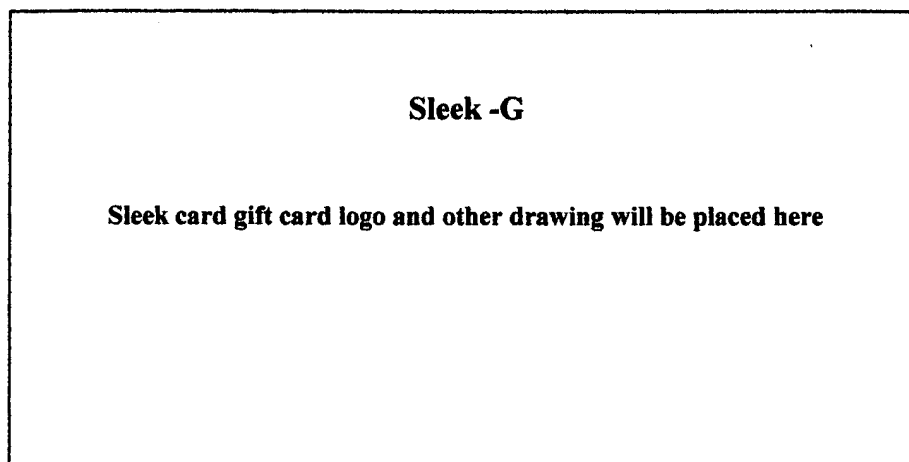 Sleek -G
Sleek card gift card logo and other drawing will be placed here